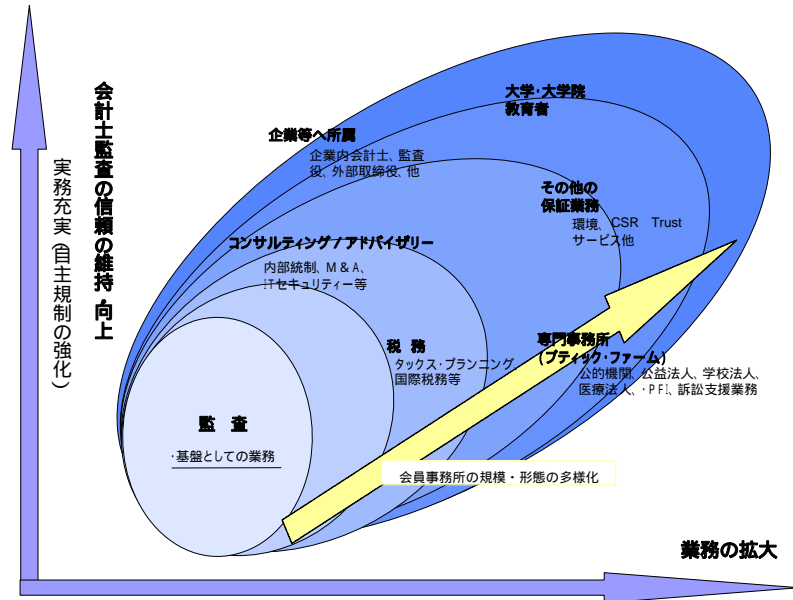 会計士監査の信頼の維持・向上
実務充実(自主規制の強化)
大学・大学院
教育者
企業等へ所属
企業内会計士、監査
役、外部取締役、他
その他の
保証業務
環境、CSR Trust
サービス他
コンサルティング/アドバイザリー
内部統制、M&A、
ITセキュリティー等
税 務
タックス・プランニング、
国際税務等
専門事務所
(ブティック・ファーム)
公的機関、公益法人、学校法人、
医療法人、・PFI、訴訟支援業務
監 査
・基盤としての業務
会員事務所の規模・形態の多様化
業務の拡大